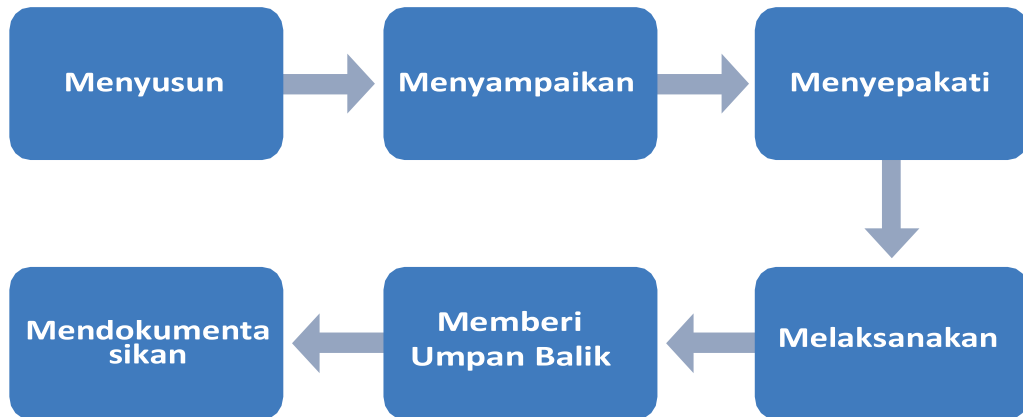 Menyusun
Menyampaikan
Menyepakati
Melaksanakan
Memberi
Umpan Balik
Mendokumenta
sikan